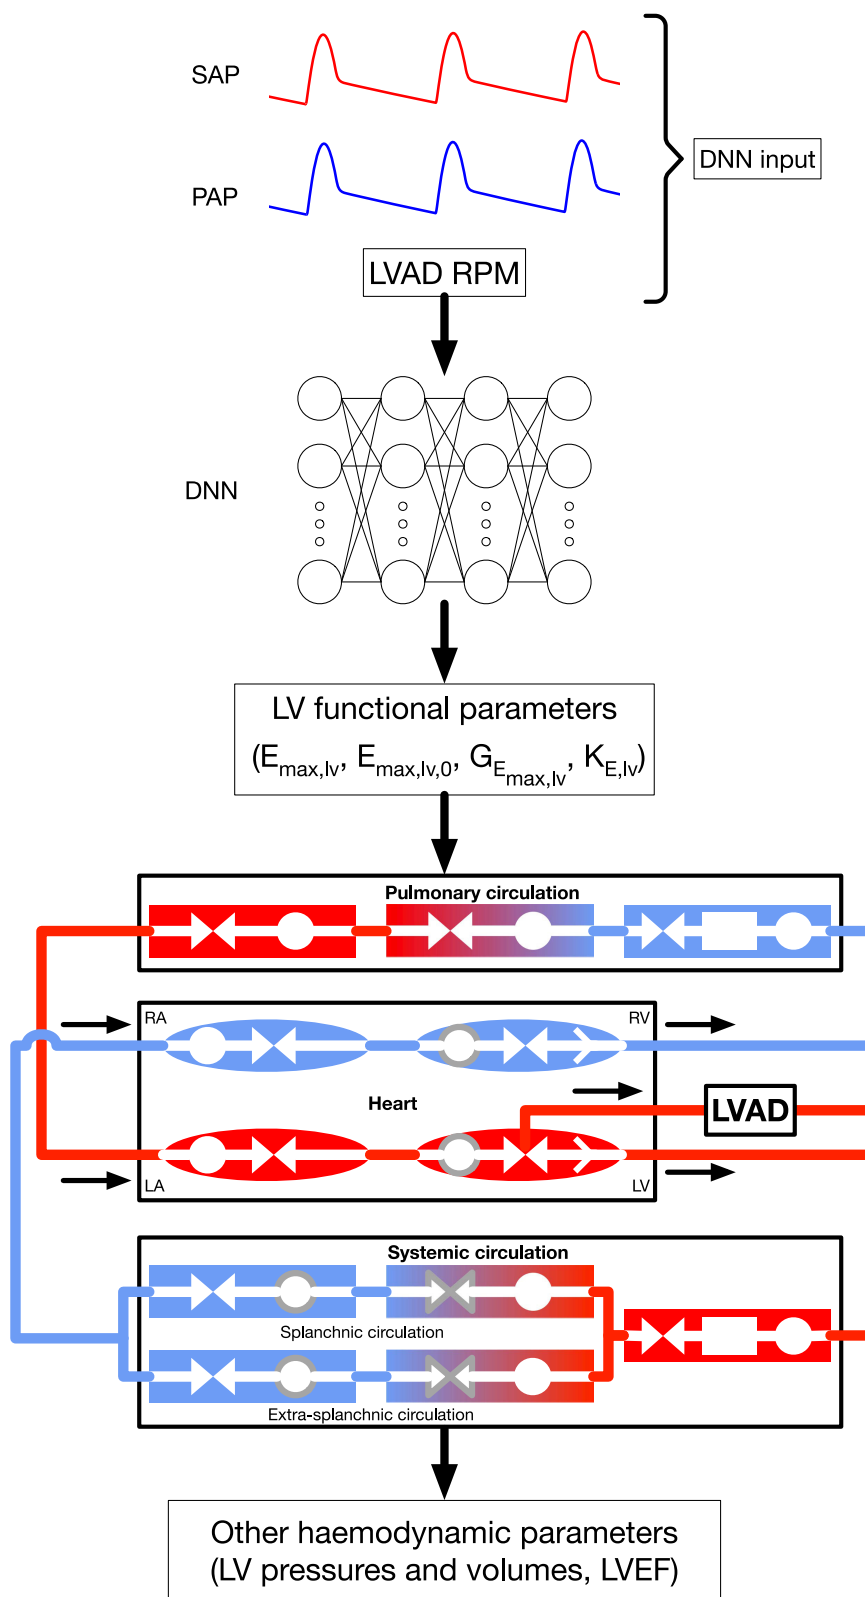 SAP
DNN input
PAP
LVAD RPM
DNN
LV functional parameters
(Emax,lv, Emax,lv,0, GEmax,lv, KE,lv)
Pulmonary circulation
RA
RV
Heart
LVAD
LA
LV
Systemic circulation
Splanchnic circulation
Extra-splanchnic circulation
Other haemodynamic parameters
(LV pressures and volumes, LVEF)